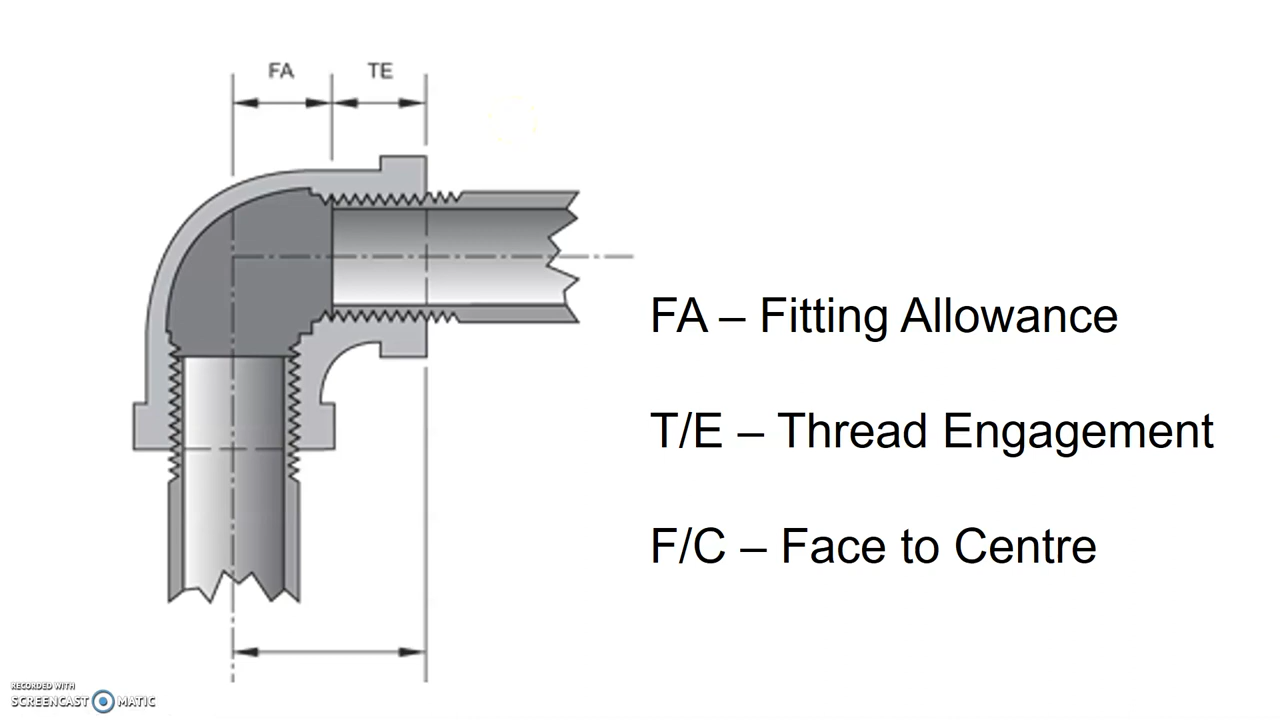 FA TE
FA – Fitting Allowance
T/E – Thread Engagement
F/C – Face to Centre
RECORDED WITH
SCREENCAST MATIC